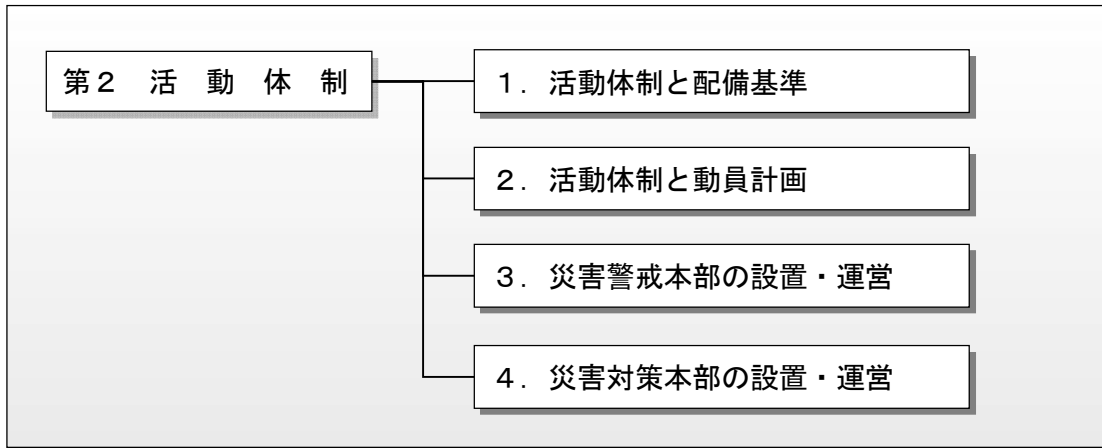 第２　活　動　体　制
１．活動体制と配備基準
２．活動体制と動員計画
３．災害警戒本部の設置・運営
４．災害対策本部の設置・運営